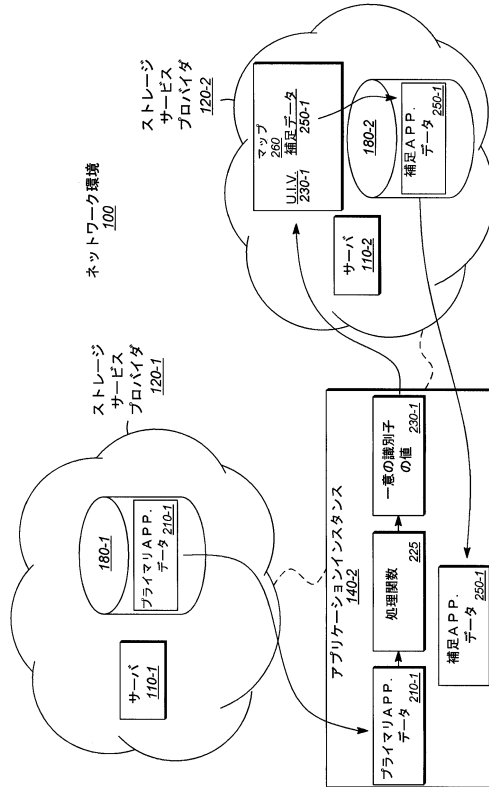 ネットワーク環境
100
ストレージ
サービス
プロバイダ
120-1
180-1
プライマリAPP.
データ 210-1
サーバ
110-1
ストレージ
サービス
プロバイダ
120-2
マップ
260
U.I.V.
230-1
補足データ
250-1
180-2
補足APP.
データ 250-1
サーバ
110-2
アプリケーションインスタンス
140-2
プライマリAPP.
データ 210-1
処理関数
225
一意の識別子
の値 230-1
補足APP.
データ 250-1